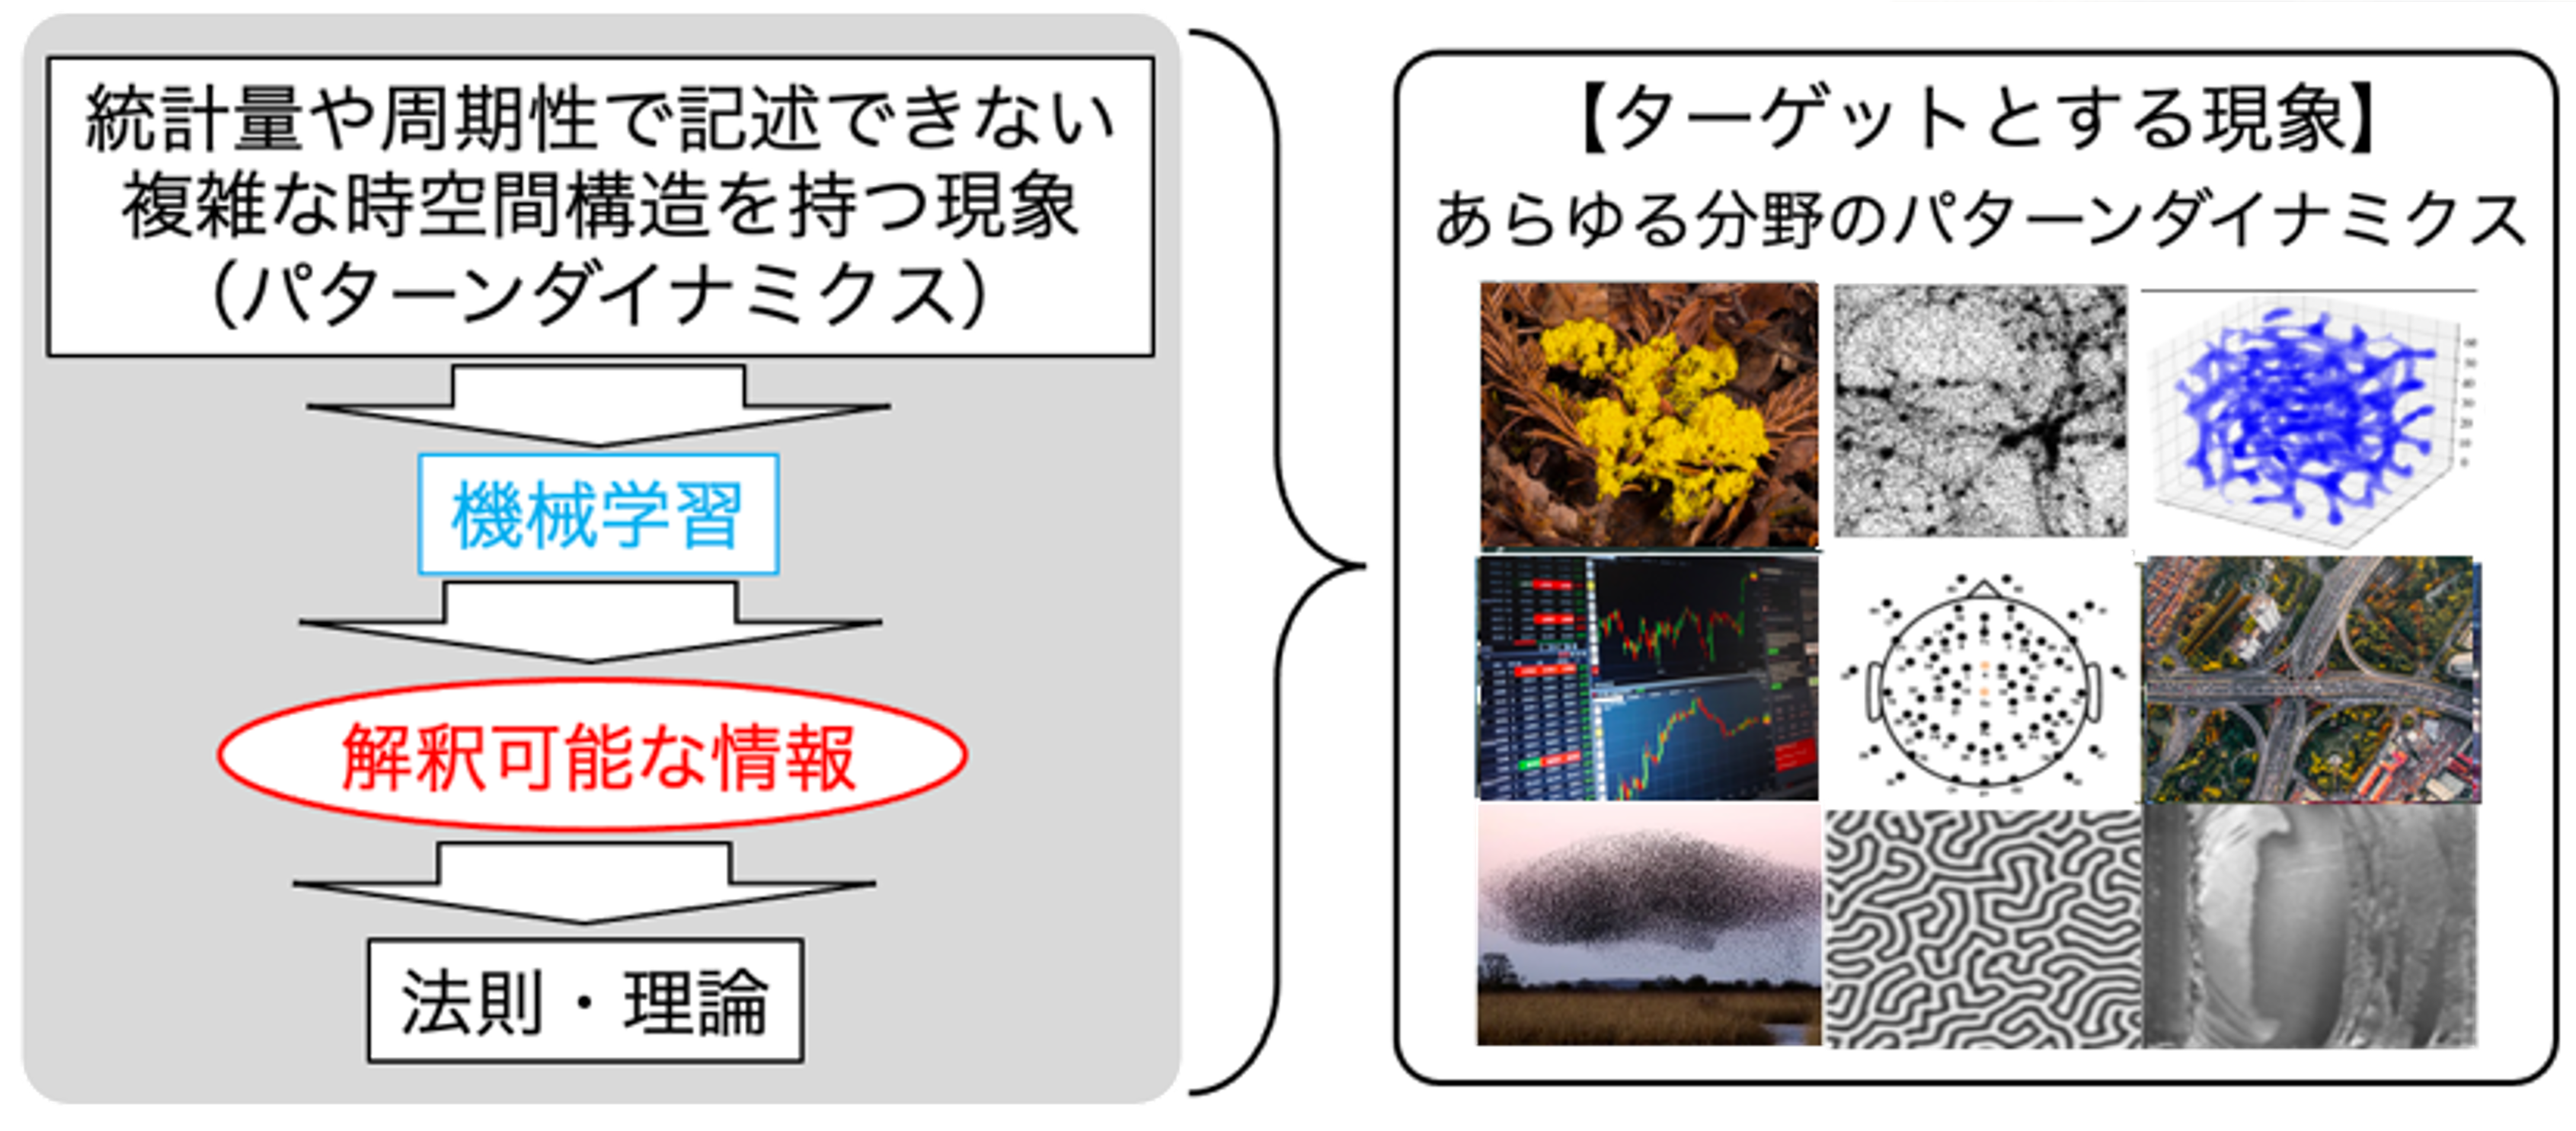 統計量や周期性で記述できない
複雑な時空間構造を持つ現象
(パターンダイナミクス)
機械学習
解釈可能な情報
法則・理論
【ターゲットとする現象】
あらゆる分野のパターンダイナミクス